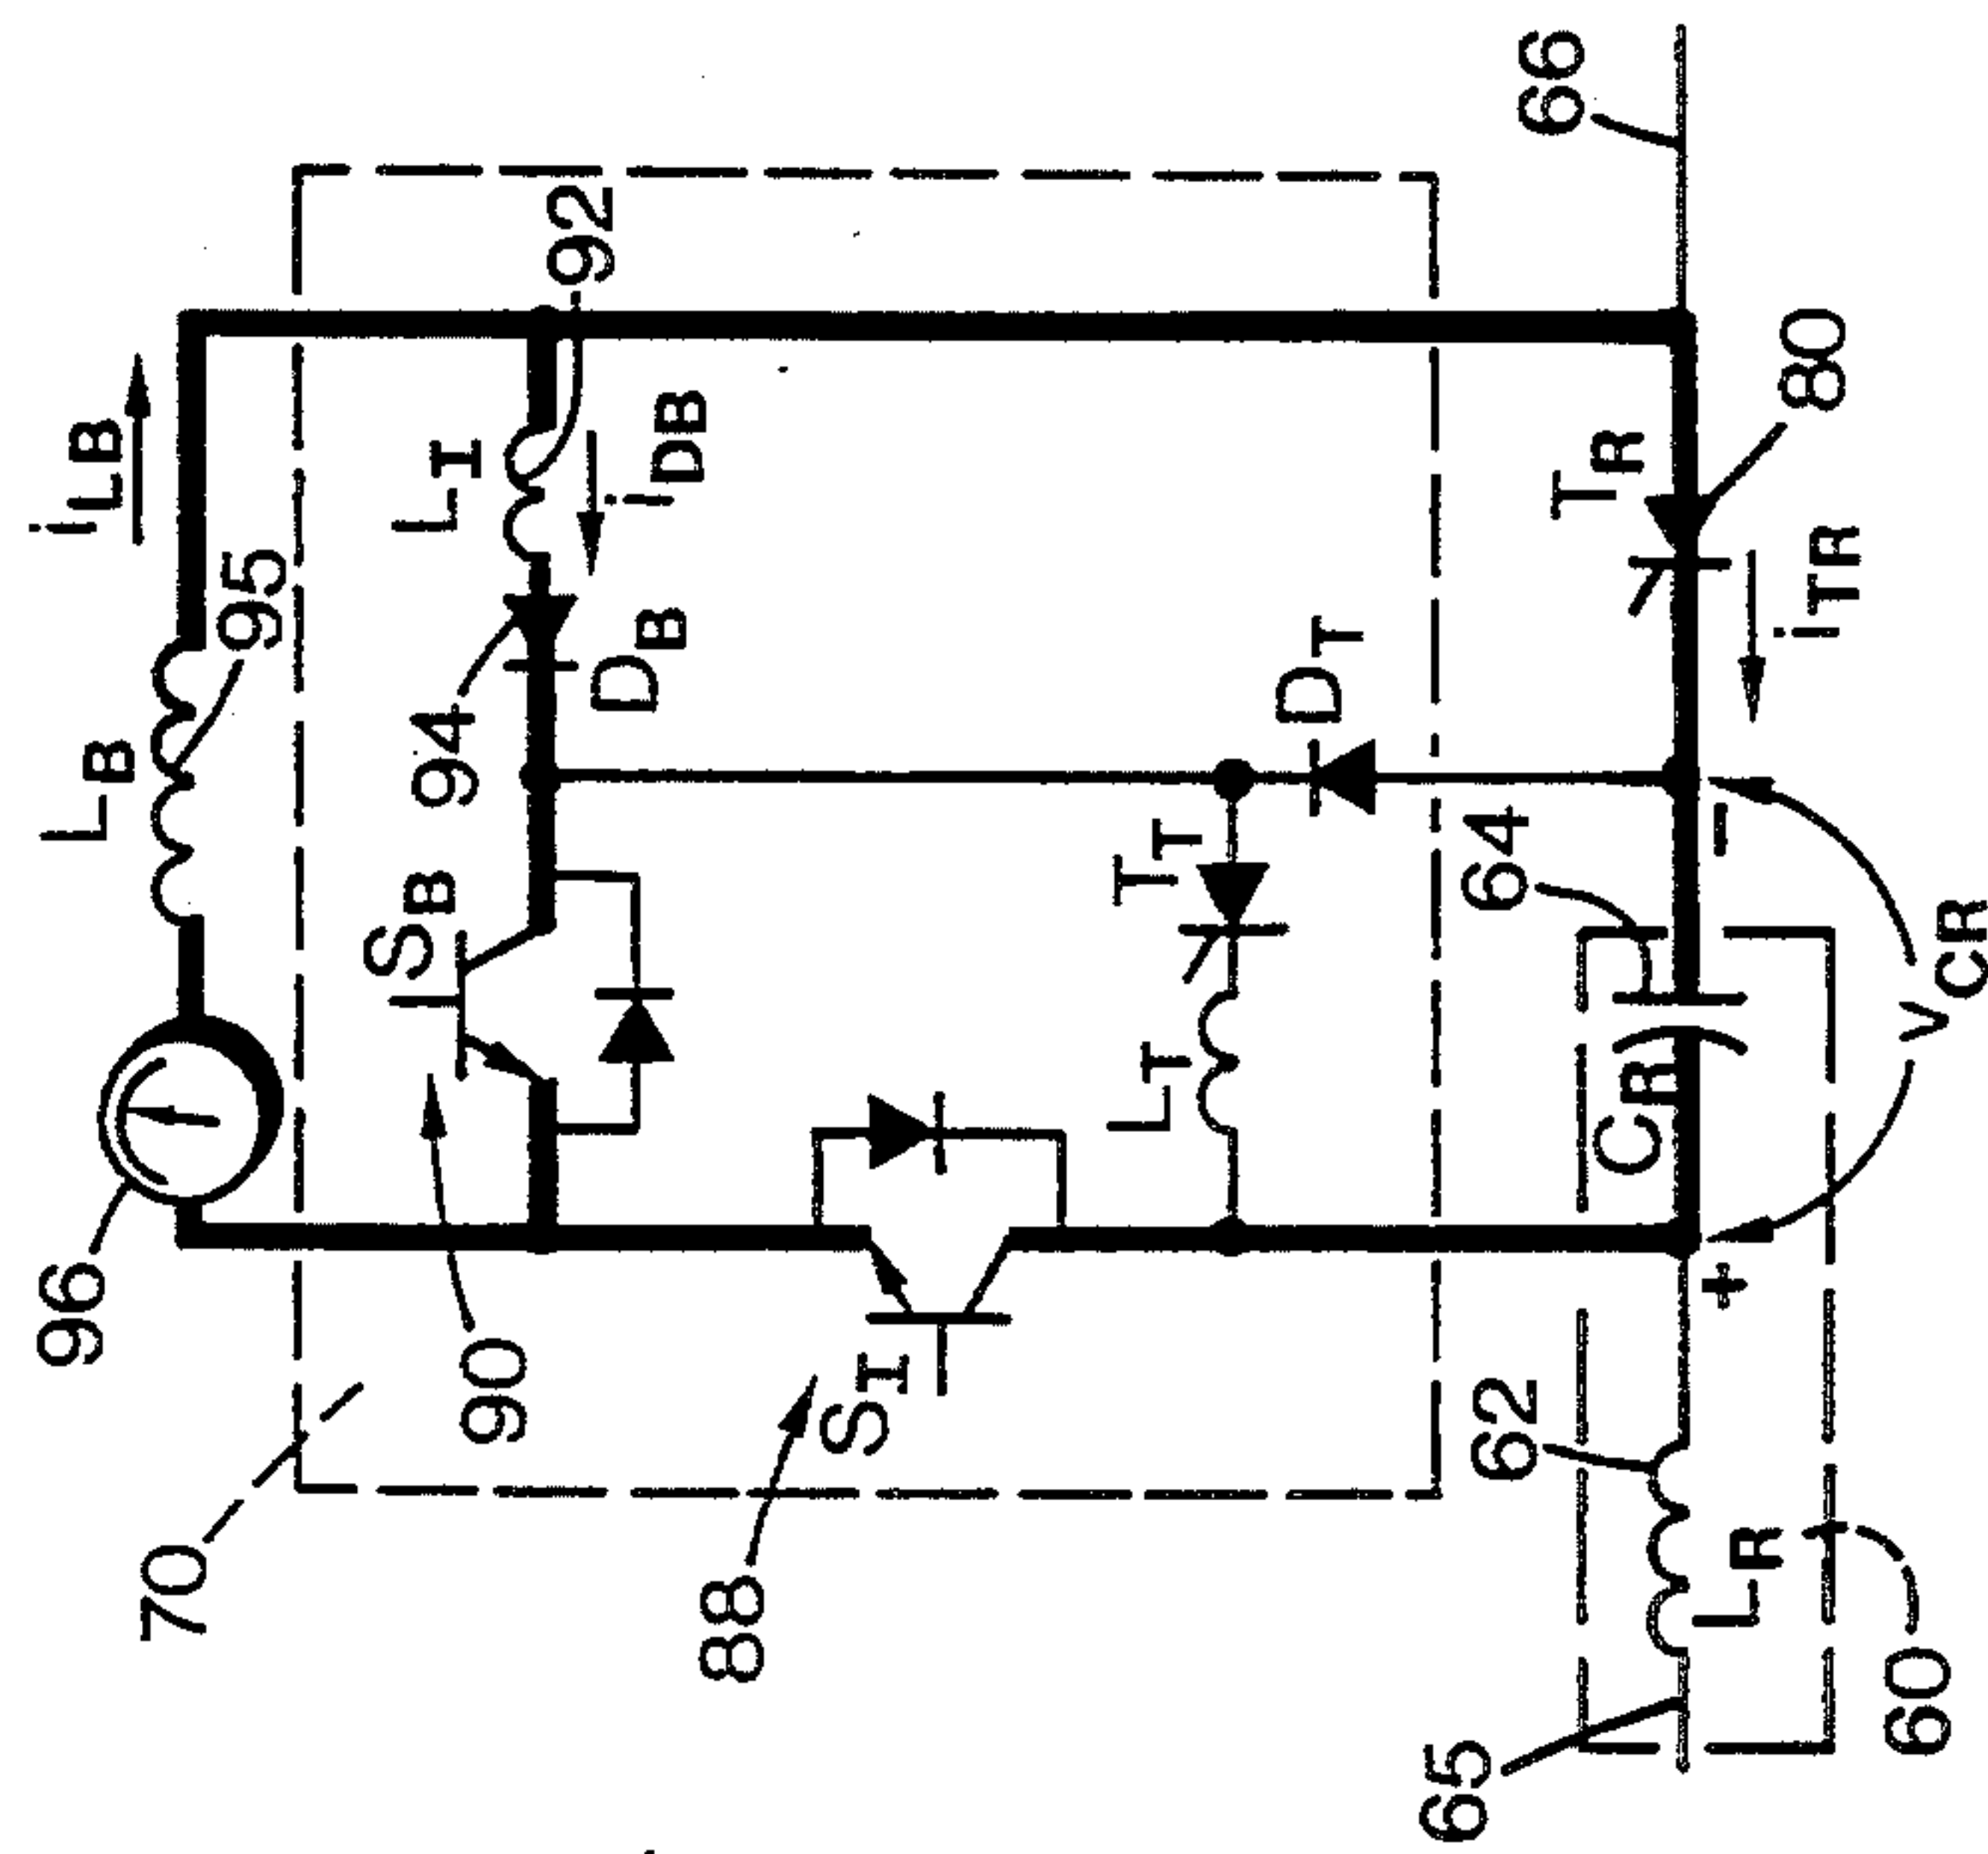 96
L_B
i_LB
70
95
S_B
94
L_I
90
92
D_B
i_DB
88
S_I
L_T
T_T
D_T
65
62
64
66
C_R
T_R
+
−
L_R
80
i_TR
60
v_CR